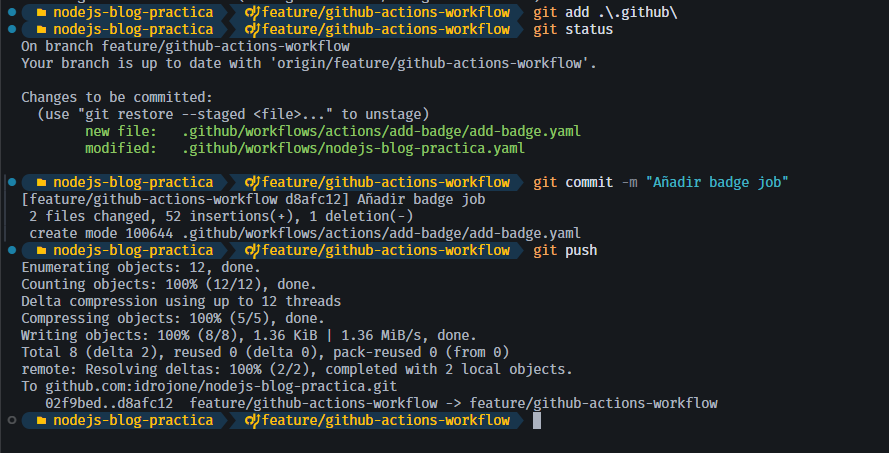 nodejs-blog-practica feature/github-actions-workflow git add .\.github\
nodejs-blog-practica feature/github-actions-workflow git status
On branch feature/github-actions-workflow
Your branch is up to date with 'origin/feature/github-actions-workflow'.
Changes to be committed:
(use "git restore --staged <file>..." to unstage)
new file: .github/workflows/actions/add-badge/add-badge.yaml
modified: .github/workflows/nodejs-blog-practica.yaml
nodejs-blog-practica feature/github-actions-workflow git commit -m "Añadir badge job"
[feature/github-actions-workflow d8afc12] Añadir badge job
2 files changed, 52 insertions(+), 1 deletion(-)
create mode 100644 .github/workflows/actions/add-badge/add-badge.yaml
nodejs-blog-practica feature/github-actions-workflow git push
Enumerating objects: 12, done.
Counting objects: 100% (12/12), done.
Delta compression using up to 12 threads
Compressing objects: 100% (5/5), done.
Writing objects: 100% (8/8), 1.36 KiB | 1.36 MiB/s, done.
Total 8 (delta 2), reused 0 (delta 0), pack-reused 0 (from 0)
remote: Resolving deltas: 100% (2/2), completed with 2 local objects.
To github.com:idrojone/nodejs-blog-practica.git
02f9bed..d8afc12 feature/github-actions-workflow -> feature/github-actions-workflow
nodejs-blog-practica feature/github-actions-workflow